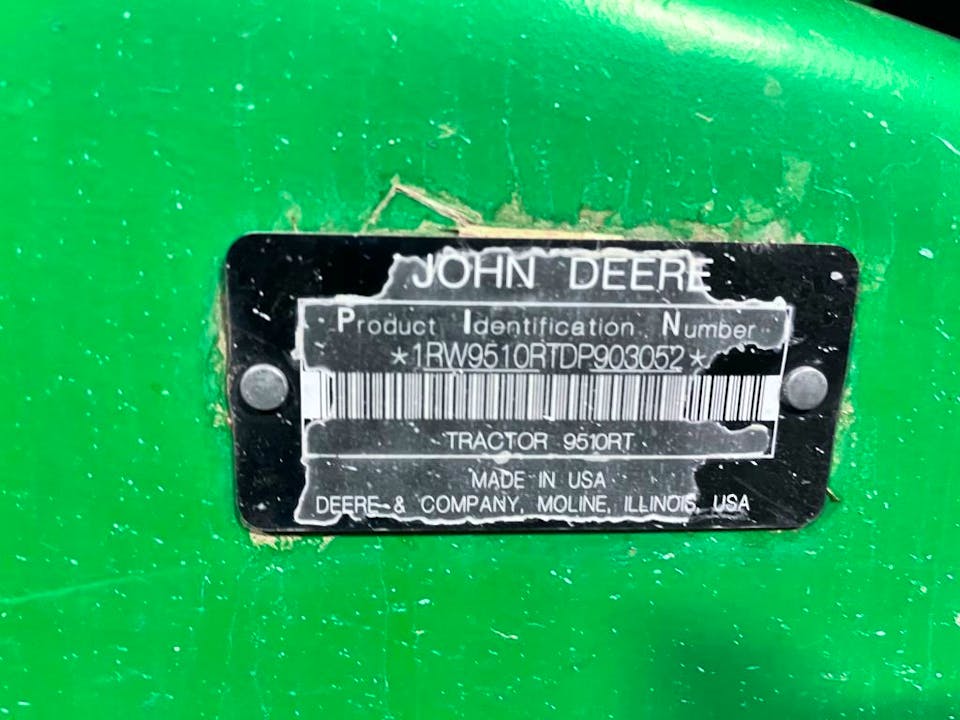 JOHN DEERE
Product Identification Number
*1RW9510RTDP903052*
TRACTOR 9510RT
MADE IN USA
DEERE & COMPANY, MOLINE, ILLINOIS, USA